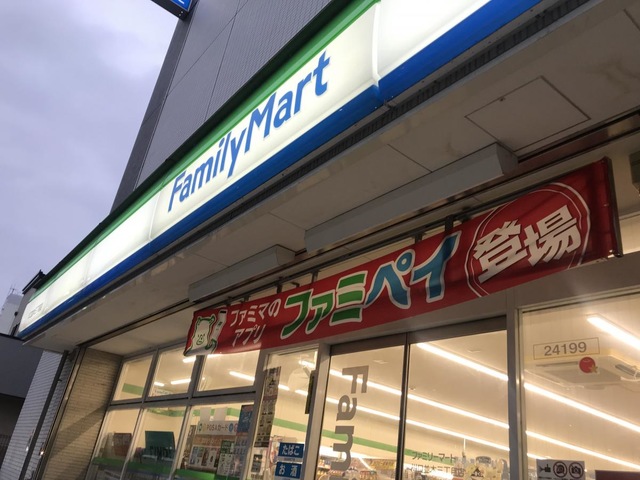 FamilyMart
ファミマの
アプリ
ファミペイ
登場
24199
Fam
たばこ
お酒
ファミリーマート